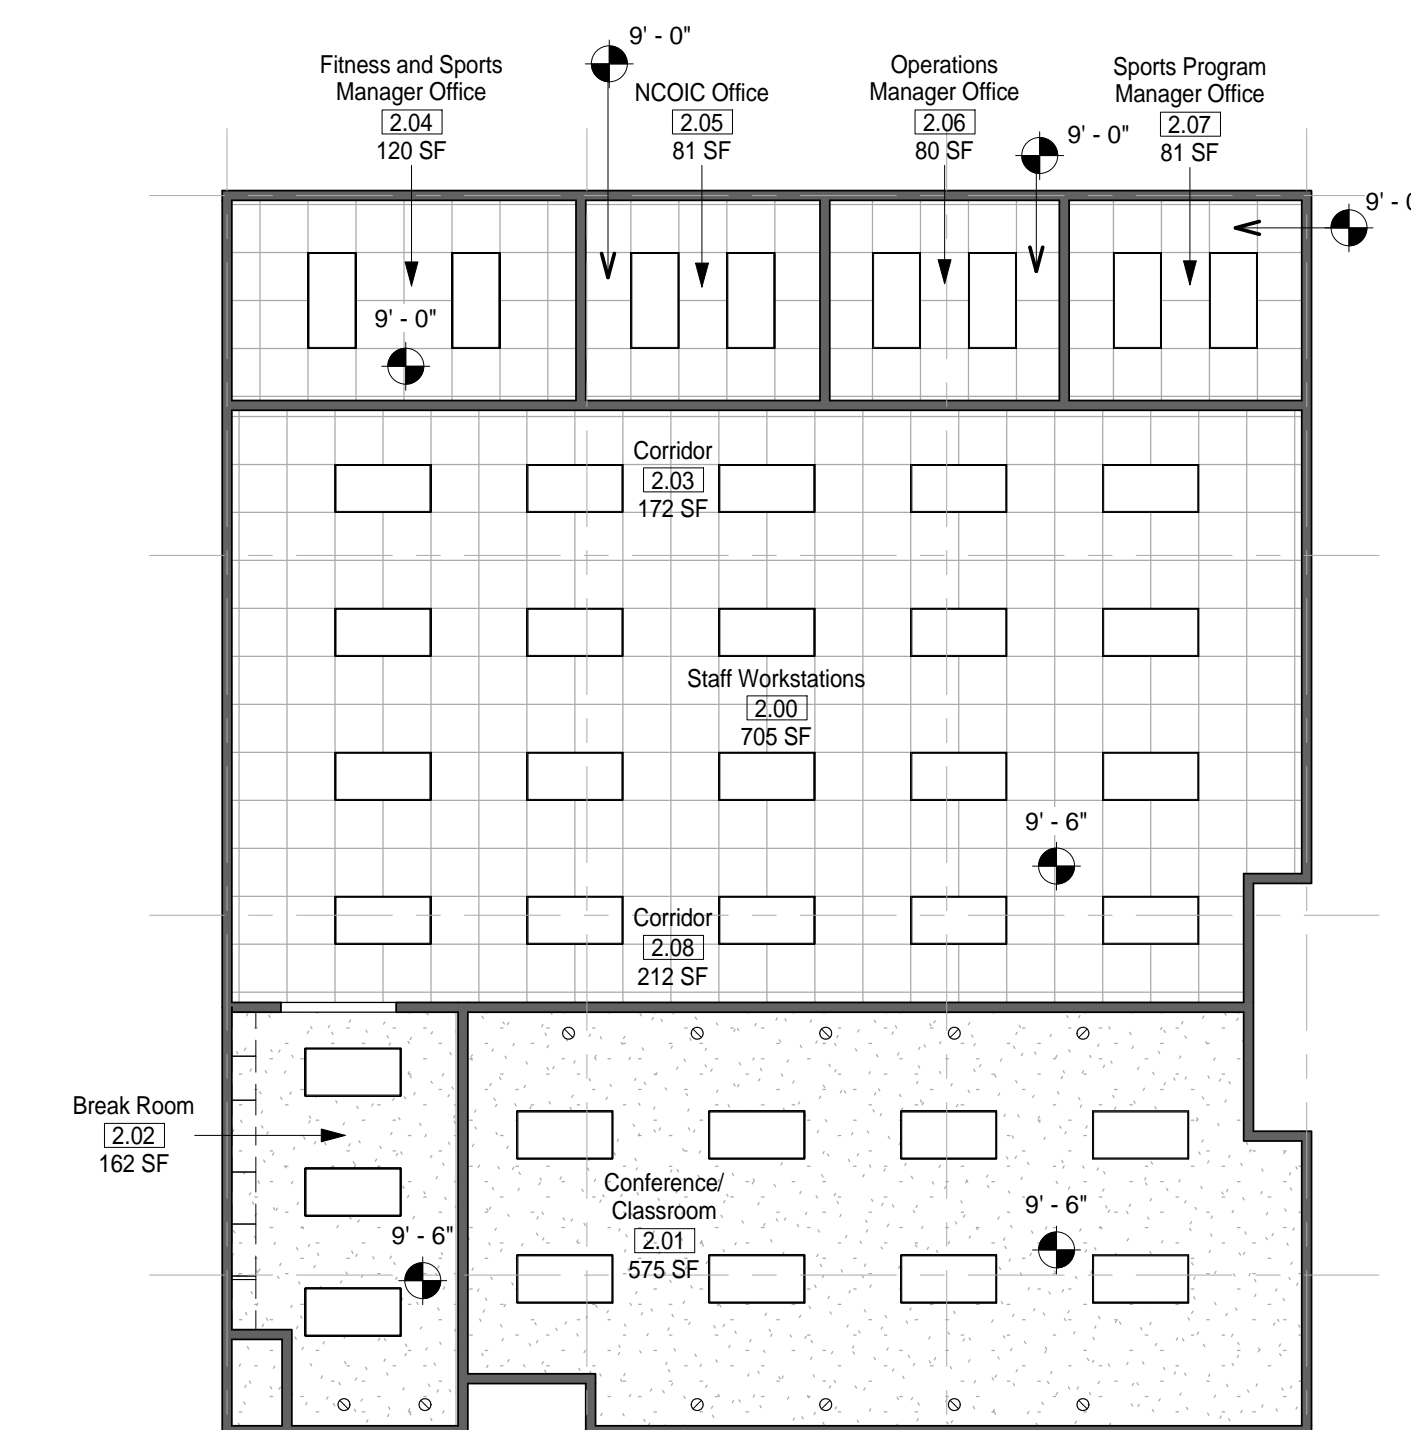 9' - 0"
Fitness and Sports
Manager Office
2.04
120 SF
NCOIC Office
2.05
81 SF
Operations
Manager Office
2.06
80 SF
9' - 0"
Sports Program
Manager Office
2.07
81 SF
9' - 0
9' - 0"
Corridor
2.03
172 SF
Staff Workstations
2.00
705 SF
9' - 6"
Corridor
2.08
212 SF
Break Room
2.02
162 SF
9' - 6"
Conference/
Classroom
2.01
575 SF
9' - 6"